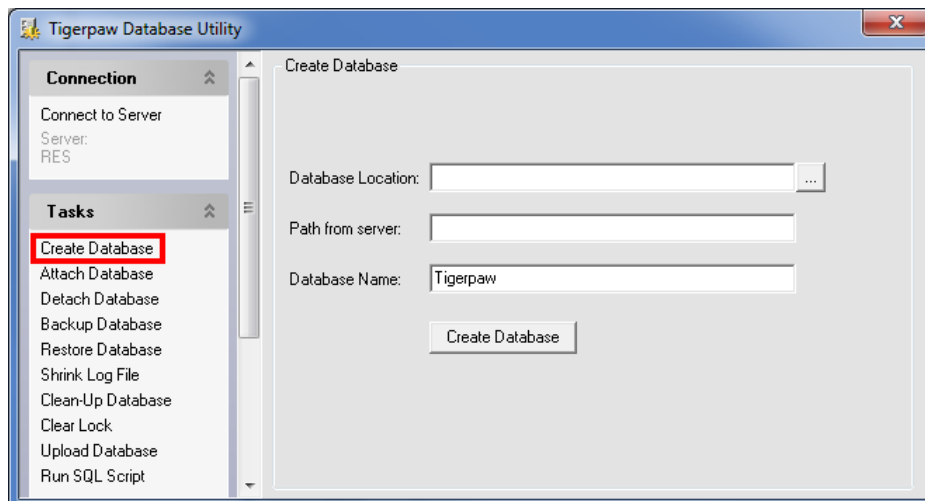 Tigerpaw Database Utility
Connection
Connect to Server
Server:
RES
Tasks
Create Database
Attach Database
Detach Database
Backup Database
Restore Database
Shrink Log File
Clean-Up Database
Clear Lock
Upload Database
Run SQL Script
Create Database
Database Location:
...
Path from server:
Database Name: Tigerpaw
Create Database